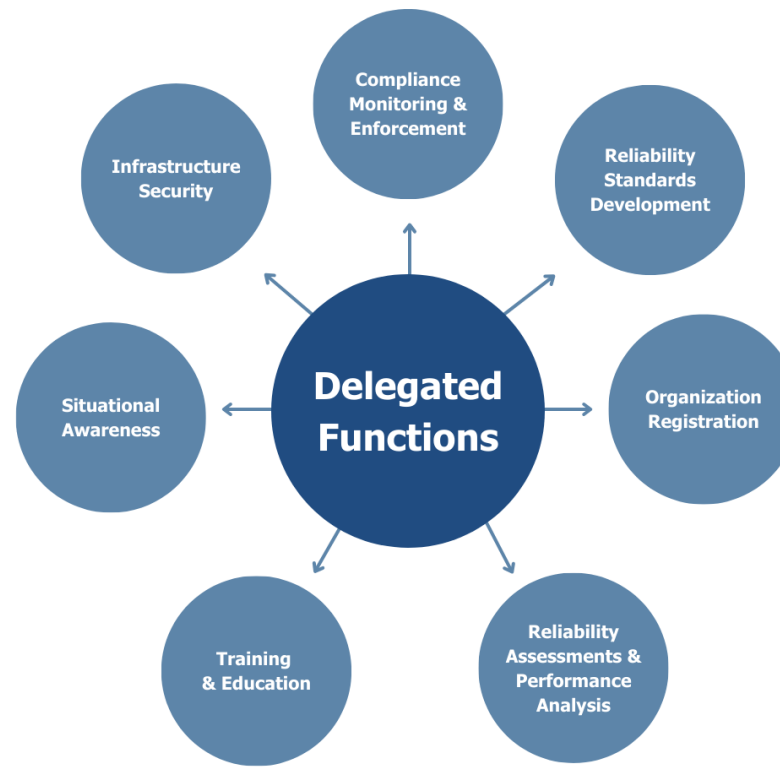 Compliance
Monitoring &
Enforcement
Infrastructure
Security
Reliability
Standards
Development
Delegated
Functions
Situational
Awareness
Organization
Registration
Training
& Education
Reliability
Assessments &
Performance
Analysis